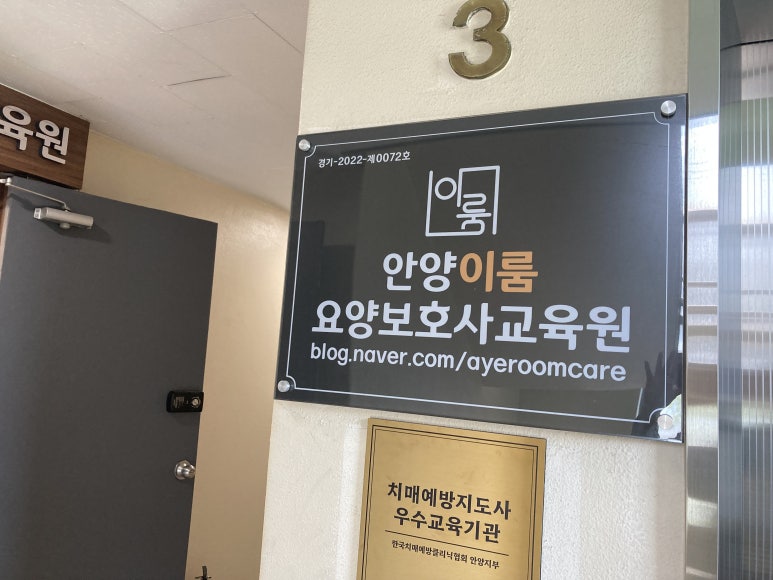 3
육원
경기-2022-제0072호
이룸
안양이룸
요양보호사교육원
blog.naver.com/ayeroomcare
치매예방지도사
우수교육기관
한국치매예방클리닉협회 안양지부